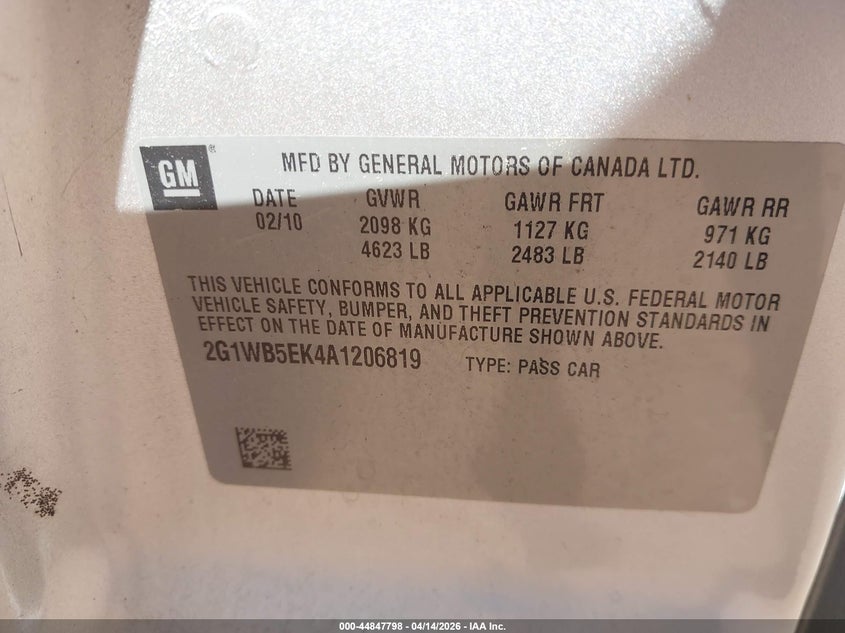 GM®
MFD BY GENERAL MOTORS OF CANADA LTD.
DATE GVWR GAWR FRT GAWR RR
02/10 2098 KG 1127 KG 971 KG
4623 LB 2483 LB 2140 LB
THIS VEHICLE CONFORMS TO ALL APPLICABLE U.S. FEDERAL MOTOR
VEHICLE SAFETY, BUMPER, AND THEFT PREVENTION STANDARDS IN
EFFECT ON THE DATE OF MANUFACTURE SHOWN ABOVE.
2G1WB5EK4A1206819 TYPE: PASS CAR
000-44847798 - 04/14/2026 - IAA Inc.